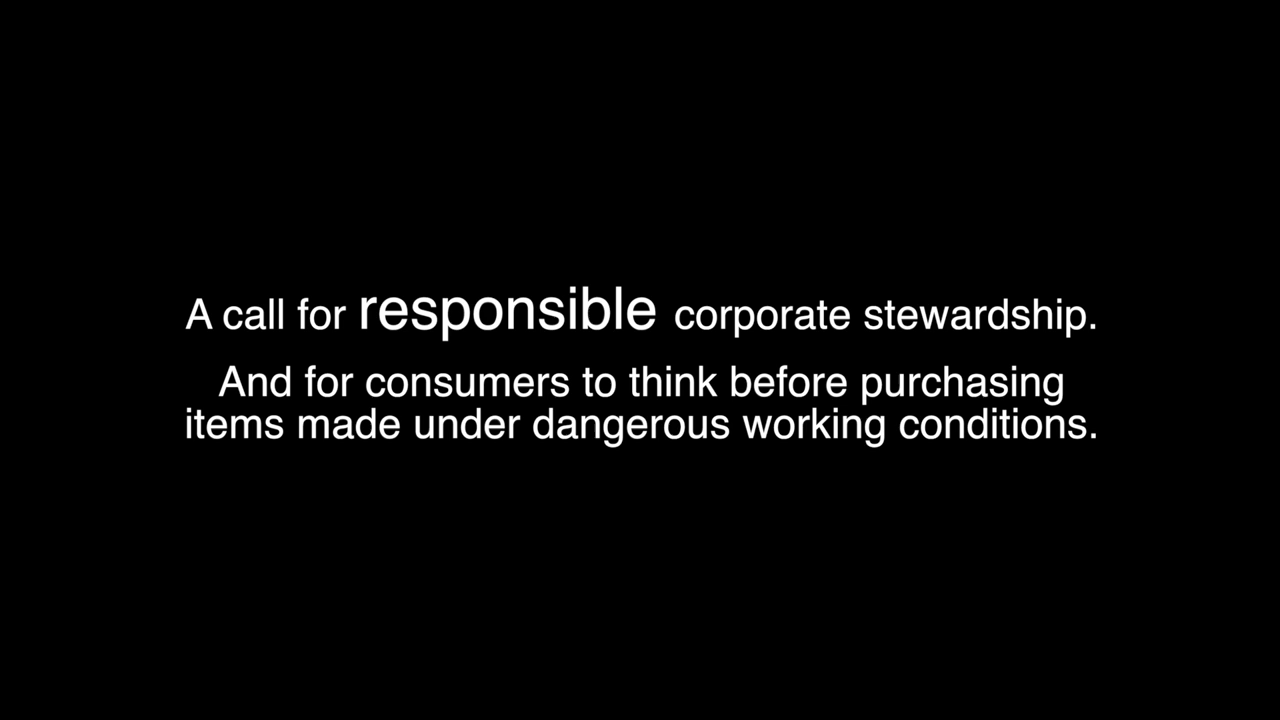 A call for responsible corporate stewardship.
And for consumers to think before purchasing
items made under dangerous working conditions.